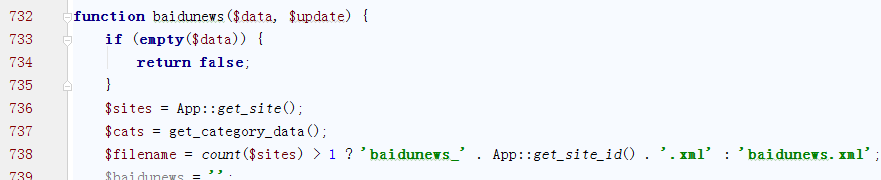 732 function baidunews($data, $update) {
733 if (empty($data)) {
734 return false;
735 }
736 $sites = App::get_site();
737 $cats = get_category_data();
738 $filename = count($sites) > 1 ? 'baidunews_' . App::get_site_id() . '.xml' : 'baidunews.xml';
739 $baidunews = '';